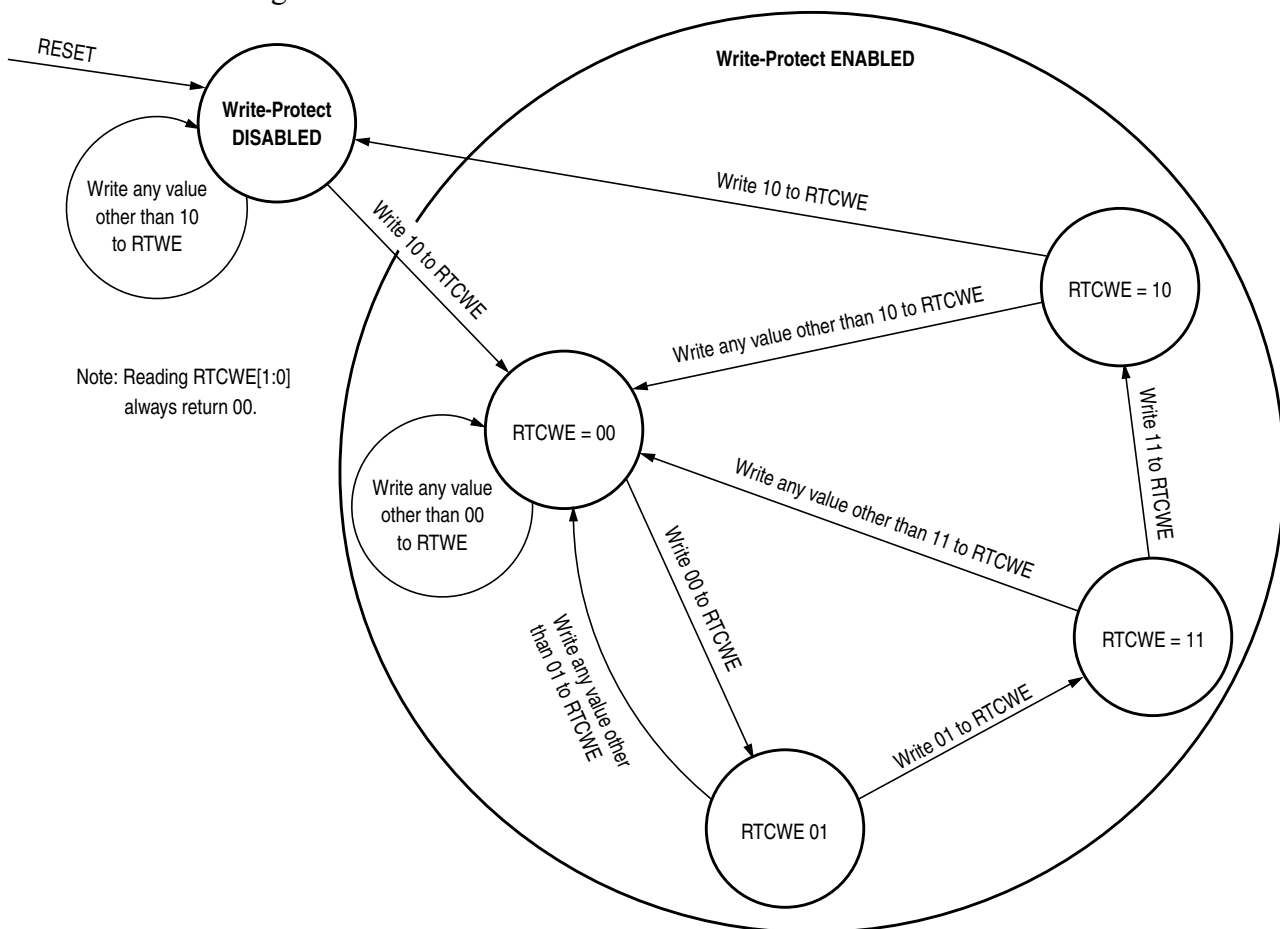 RESET
Write-Protect
DISABLED
Write-Protect ENABLED
Write any value
other than 10
to RTWE
Write 10 to RTCWE
Write 10 to RTCWE
RTCWE = 10
Write any value other than 10 to RTCWE
Note: Reading RTCWE[1:0]
always return 00.
RTCWE = 00
Write 11 to RTCWE
Write any value
other than 00
to RTWE
Write any value other than 11 to RTCWE
Write 00 to RTCWE
Write any value other
than 01 to RTCWE
RTCWE = 11
Write 01 to RTCWE
RTCWE 01